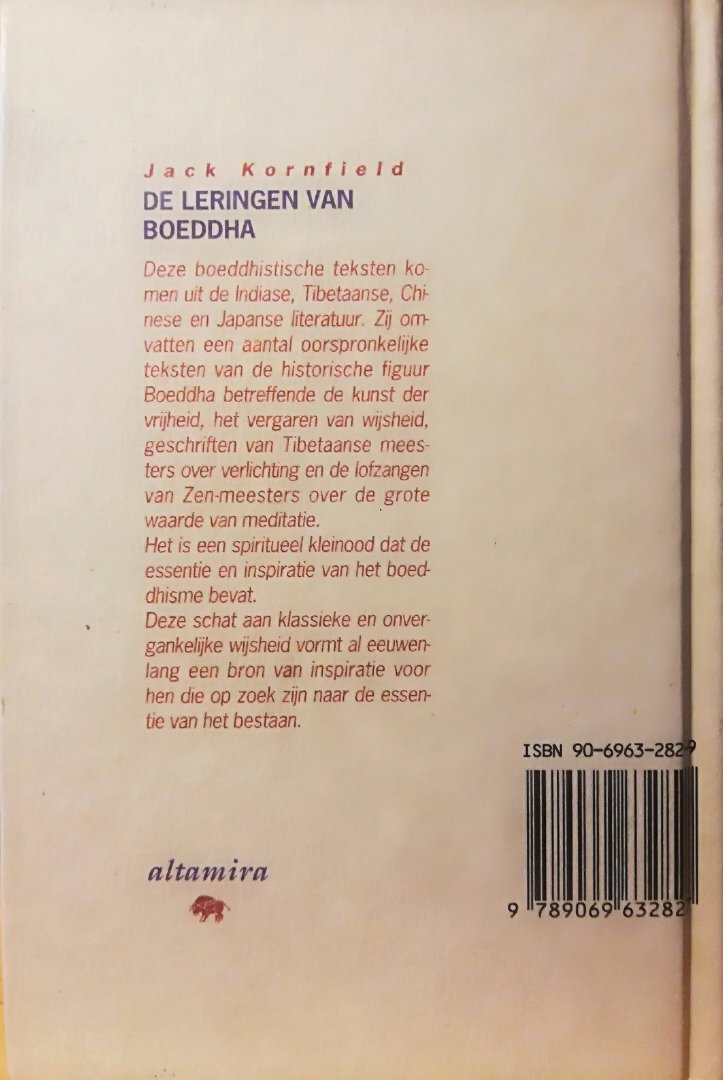 Jack Kornfield
DE LERINGEN VAN
BOEDDHA
Deze boeddhistische teksten ko-
men uit de Indiase, Tibetaanse, Chi-
nese en Japanse literatuur. Zij om-
vatten een aantal oorspronkelijke
teksten van de historische figuur
Boeddha betreffende de kunst der
vrijheid, het vergaren van wijsheid,
geschriften van Tibetaanse mees-
ters over verlichting en de lofzangen
van Zen-meesters over de grote
waarde van meditatie.
Het is een spiritueel kleinood dat de
essentie en inspiratie van het boed-
dhisme bevat.
Deze schat aan klassieke en onver-
gankelijke wijsheid vormt al eeuwen-
lang een bron van inspiratie voor
hen die op zoek zijn naar de essen-
tie van het bestaan.
ISBN 90-6963-282-9
9 789069 63282
altamira